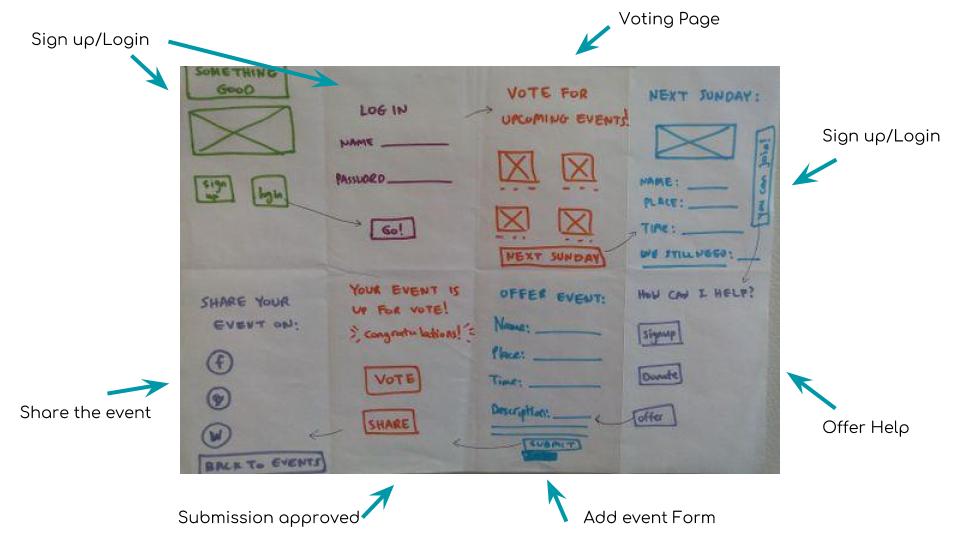 Voting Page
Sign up/Login
SOMETHING
GOOD
sign
up
login
LOG IN
NAME
PASSWORD
Go!
VOTE FOR
UPCOMING EVENTS!
NEXT SUNDAY
NEXT SUNDAY:
NAME:
PLACE:
TIME:
WE STILL NEED:
you can join!
Sign up/Login
SHARE YOUR
EVENT ON:
f
W
BACK TO EVENTS
YOUR EVENT IS
UP FOR VOTE!
Congratulations!
VOTE
SHARE
OFFER EVENT:
Name:
Place:
Time:
Description:
SUBMIT
HOW CAN I HELP?
Signup
Donate
offer
Share the event
Offer Help
Submission approved
Add event Form